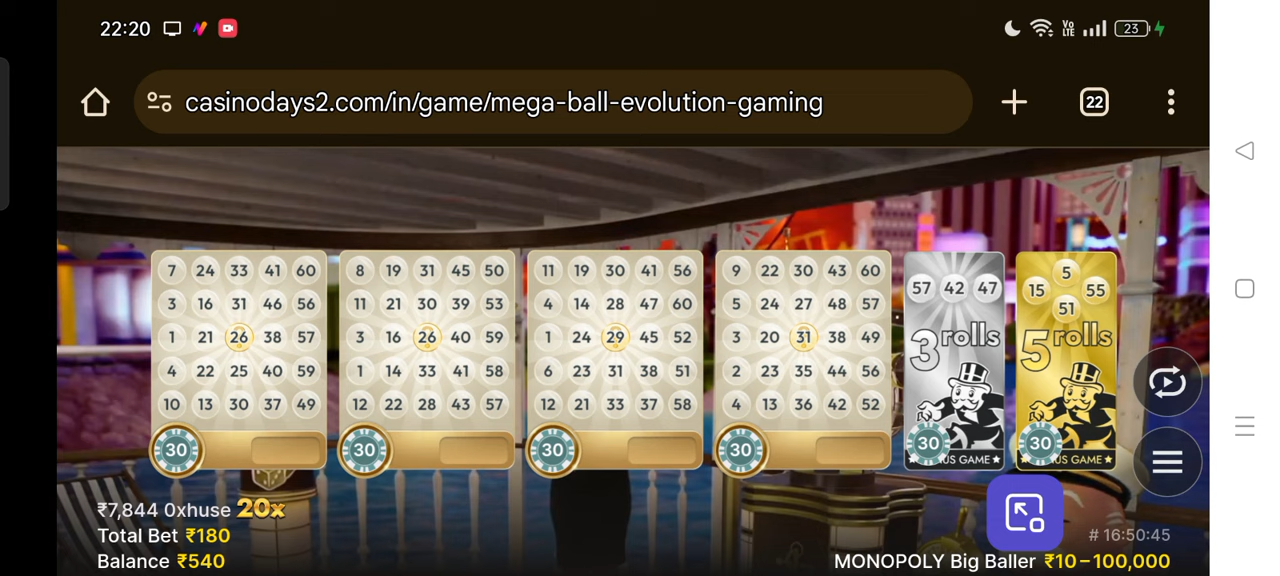 22:20
Vo
LTE
23
casinodays2.com/in/game/mega-ball-evolution-gaming
22
7 24 33 41 60
3 16 31 46 56
1 21 26 38 57
4 22 25 40 59
10 13 30 37 49
30
8 19 31 45 50
11 21 30 39 53
3 16 26 40 59
1 14 33 41 58
12 22 28 43 57
30
11 19 30 41 56
4 14 28 47 60
1 24 29 45 52
6 23 31 38 51
12 21 33 37 58
30
9 22 30 43 60
5 24 27 48 57
3 20 31 38 49
2 23 35 44 56
4 13 36 42 52
30
57 42 47
3 rolls
30
US GAME
5
15 55
51
5 rolls
30
US GAME
₹7,844 0xhuse 20x
Total Bet ₹180
Balance ₹540
# 16:50:45
MONOPOLY Big Baller ₹10–100,000